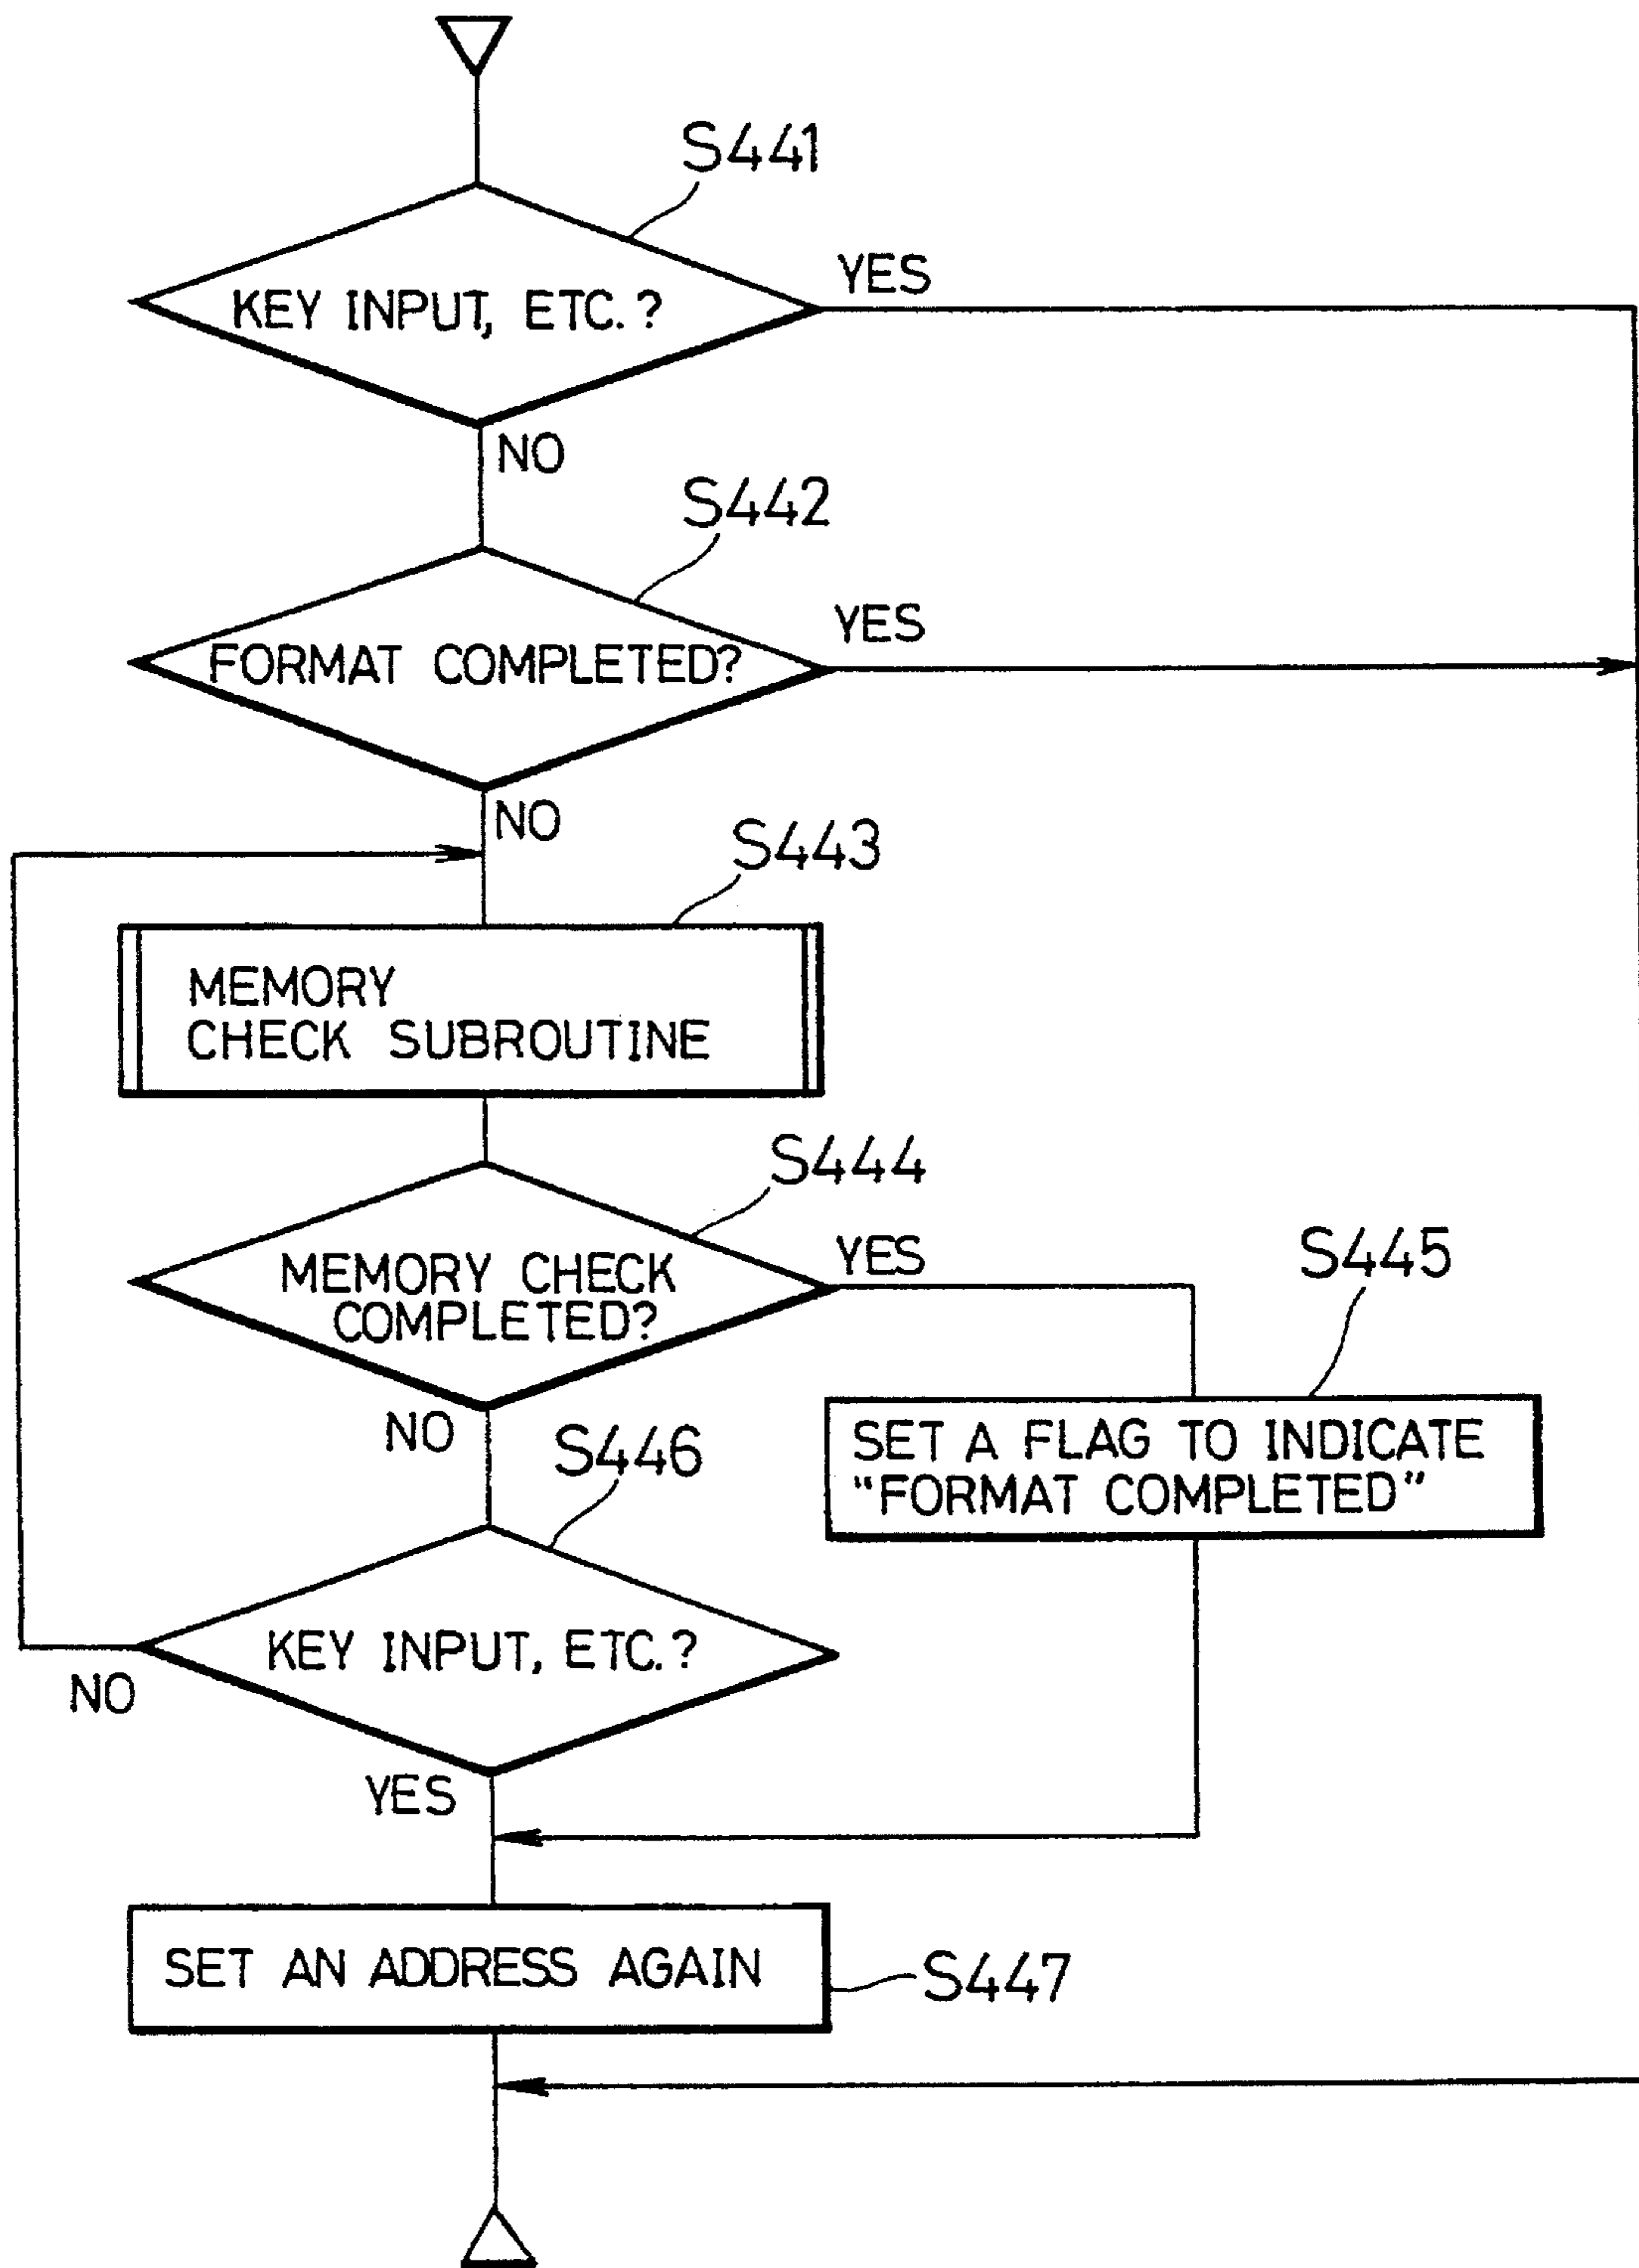 S441
KEY INPUT, ETC.?
YES
NO
S442
FORMAT COMPLETED?
YES
NO
S443
MEMORY
CHECK SUBROUTINE
S444
MEMORY CHECK
COMPLETED?
YES
NO
S445
SET A FLAG TO INDICATE
"FORMAT COMPLETED"
S446
KEY INPUT, ETC.?
NO
YES
SET AN ADDRESS AGAIN
S447